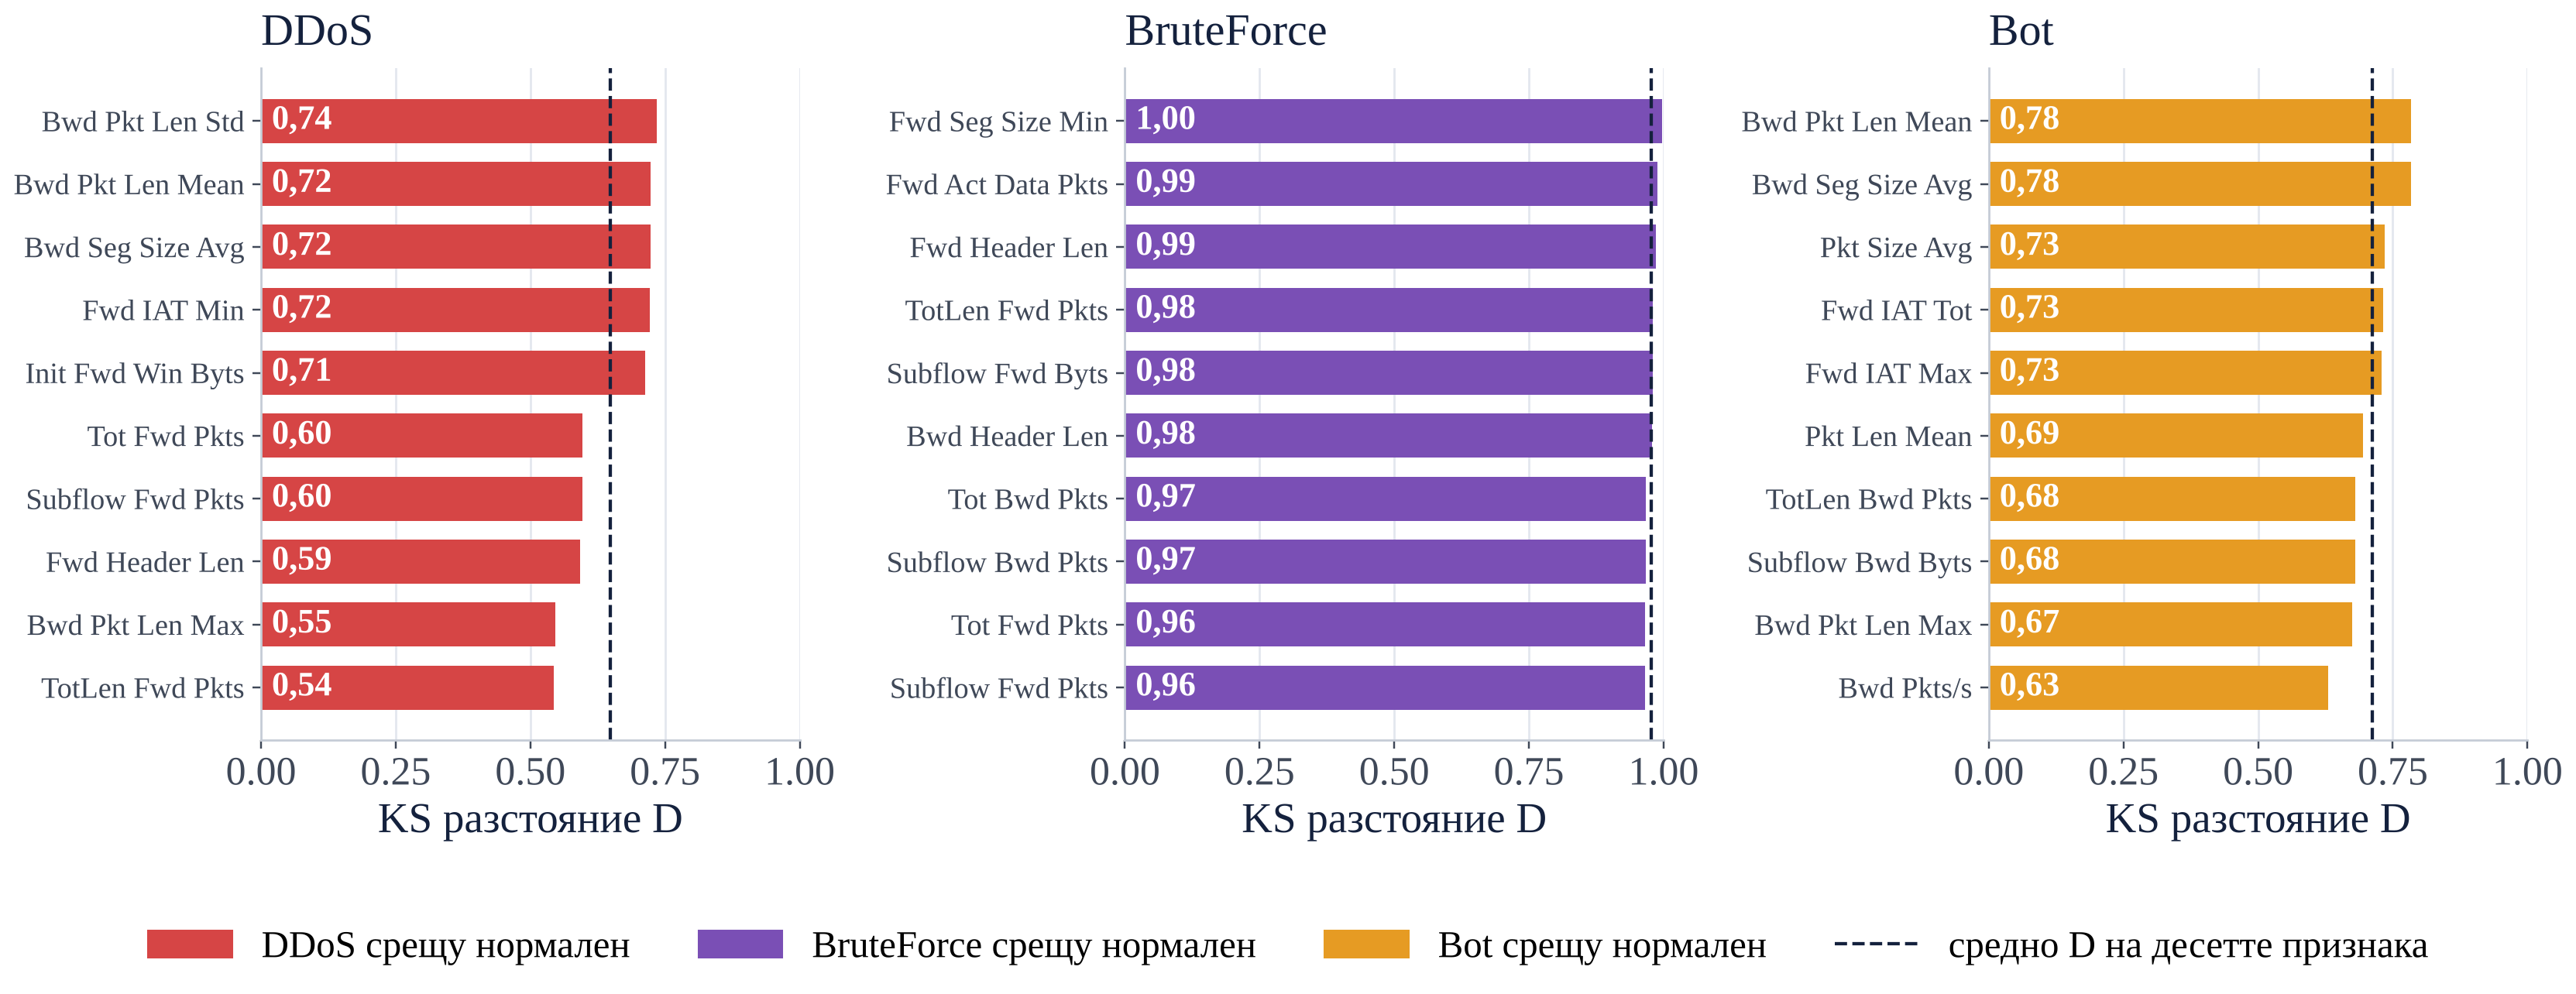 DDoS
Bwd Pkt Len Std 0,74
Bwd Pkt Len Mean 0,72
Bwd Seg Size Avg 0,72
Fwd IAT Min 0,72
Init Fwd Win Byts 0,71
Tot Fwd Pkts 0,60
Subflow Fwd Pkts 0,60
Fwd Header Len 0,59
Bwd Pkt Len Max 0,55
TotLen Fwd Pkts 0,54
0.00 0.25 0.50 0.75 1.00
KS разстояние D
BruteForce
Fwd Seg Size Min 1,00
Fwd Act Data Pkts 0,99
Fwd Header Len 0,99
TotLen Fwd Pkts 0,98
Subflow Fwd Byts 0,98
Bwd Header Len 0,98
Tot Bwd Pkts 0,97
Subflow Bwd Pkts 0,97
Tot Fwd Pkts 0,96
Subflow Fwd Pkts 0,96
0.00 0.25 0.50 0.75 1.00
KS разстояние D
Bot
Bwd Pkt Len Mean 0,78
Bwd Seg Size Avg 0,78
Pkt Size Avg 0,73
Fwd IAT Tot 0,73
Fwd IAT Max 0,73
Pkt Len Mean 0,69
TotLen Bwd Pkts 0,68
Subflow Bwd Byts 0,68
Bwd Pkt Len Max 0,67
Bwd Pkts/s 0,63
0.00 0.25 0.50 0.75 1.00
KS разстояние D
DDoS срещу нормален BruteForce срещу нормален Bot срещу нормален средно D на десетте признака